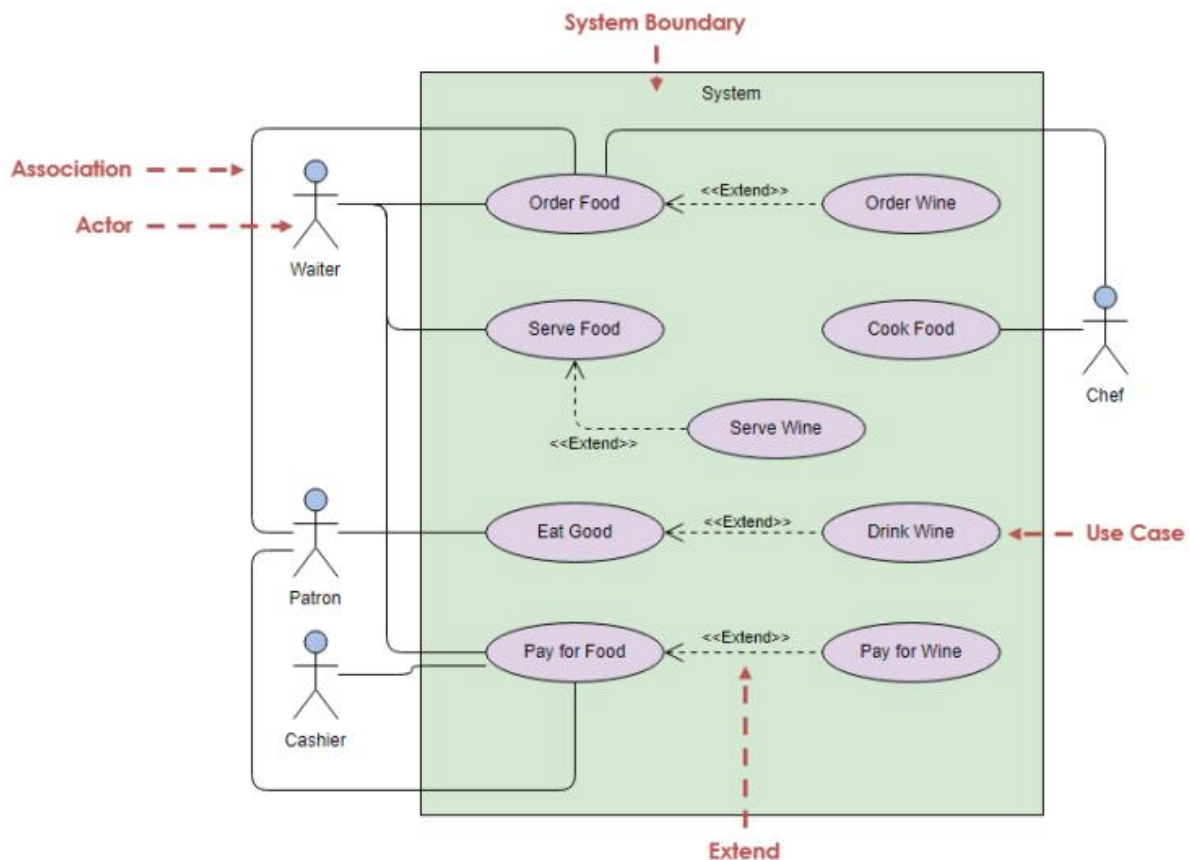 System Boundary
System
Association
Actor
Waiter
Order Food
<<Extend>>
Order Wine
Serve Food
Cook Food
Chef
<<Extend>>
Serve Wine
Patron
Eat Good
<<Extend>>
Drink Wine
Use Case
Cashier
Pay for Food
<<Extend>>
Pay for Wine
Extend